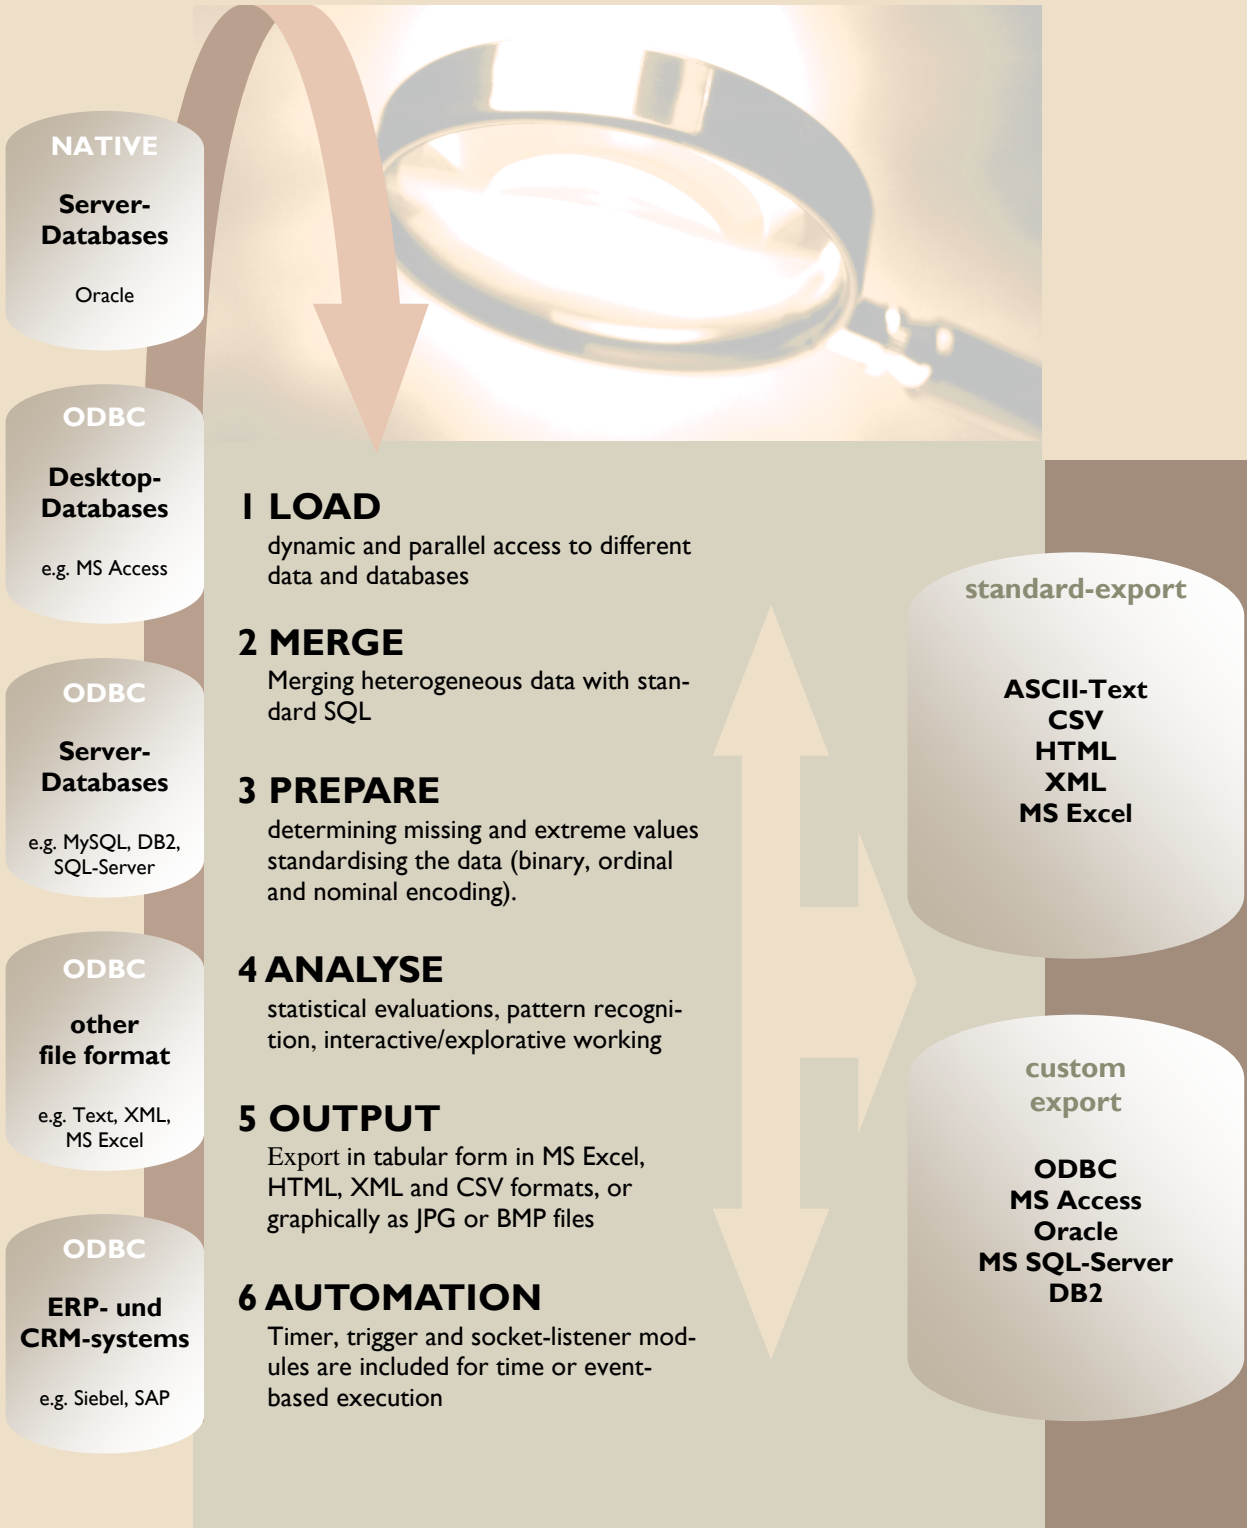 NATIVE
Server-
Databases
Oracle
ODBC
Desktop-
Databases
e.g. MS Access
ODBC
Server-
Databases
e.g. MySQL, DB2,
SQL-Server
ODBC
other
file format
e.g. Text, XML,
MS Excel
ODBC
ERP- und
CRM-systems
e.g. Siebel, SAP
1 LOAD
dynamic and parallel access to different
data and databases
2 MERGE
Merging heterogeneous data with stan-
dard SQL
3 PREPARE
determining missing and extreme values
standardising the data (binary, ordinal
and nominal encoding).
4 ANALYSE
statistical evaluations, pattern recogni-
tion, interactive/explorative working
5 OUTPUT
Export in tabular form in MS Excel,
HTML, XML and CSV formats, or
graphically as JPG or BMP files
6 AUTOMATION
Timer, trigger and socket-listener mod-
ules are included for time or event-
based execution
standard-export
ASCII-Text
CSV
HTML
XML
MS Excel
custom
export
ODBC
MS Access
Oracle
MS SQL-Server
DB2